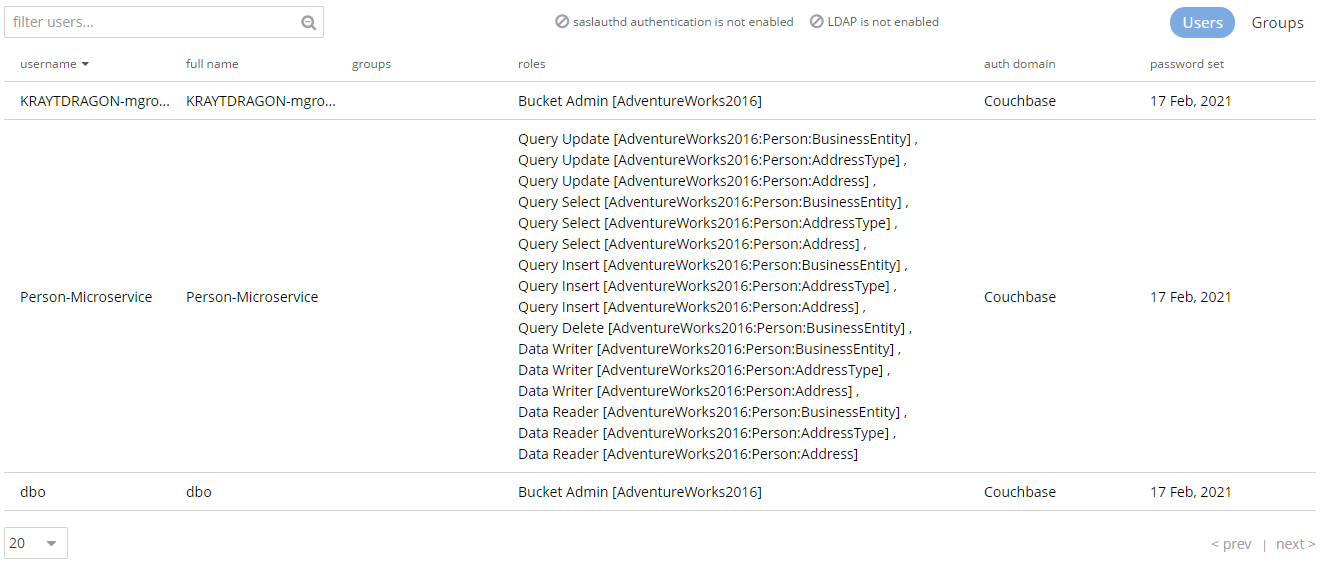 filter users...
saslauthd authentication is not enabled LDAP is not enabled Users Groups
username full name groups roles auth domain password set
KRAYTDRAGON-mgro... KRAYTDRAGON-mgro... Bucket Admin [AdventureWorks2016] Couchbase 17 Feb, 2021
Query Update [AdventureWorks2016:Person:BusinessEntity] ,
Query Update [AdventureWorks2016:Person:AddressType] ,
Query Update [AdventureWorks2016:Person:Address] ,
Query Select [AdventureWorks2016:Person:BusinessEntity] ,
Query Select [AdventureWorks2016:Person:AddressType] ,
Query Select [AdventureWorks2016:Person:Address] ,
Query Insert [AdventureWorks2016:Person:BusinessEntity] ,
Query Insert [AdventureWorks2016:Person:AddressType] ,
Person-Microservice Person-Microservice Couchbase 17 Feb, 2021
Query Insert [AdventureWorks2016:Person:Address] ,
Query Delete [AdventureWorks2016:Person:BusinessEntity] ,
Data Writer [AdventureWorks2016:Person:BusinessEntity] ,
Data Writer [AdventureWorks2016:Person:AddressType] ,
Data Writer [AdventureWorks2016:Person:Address] ,
Data Reader [AdventureWorks2016:Person:BusinessEntity] ,
Data Reader [AdventureWorks2016:Person:AddressType] ,
Data Reader [AdventureWorks2016:Person:Address]
dbo dbo Bucket Admin [AdventureWorks2016] Couchbase 17 Feb, 2021
20 < prev | next >